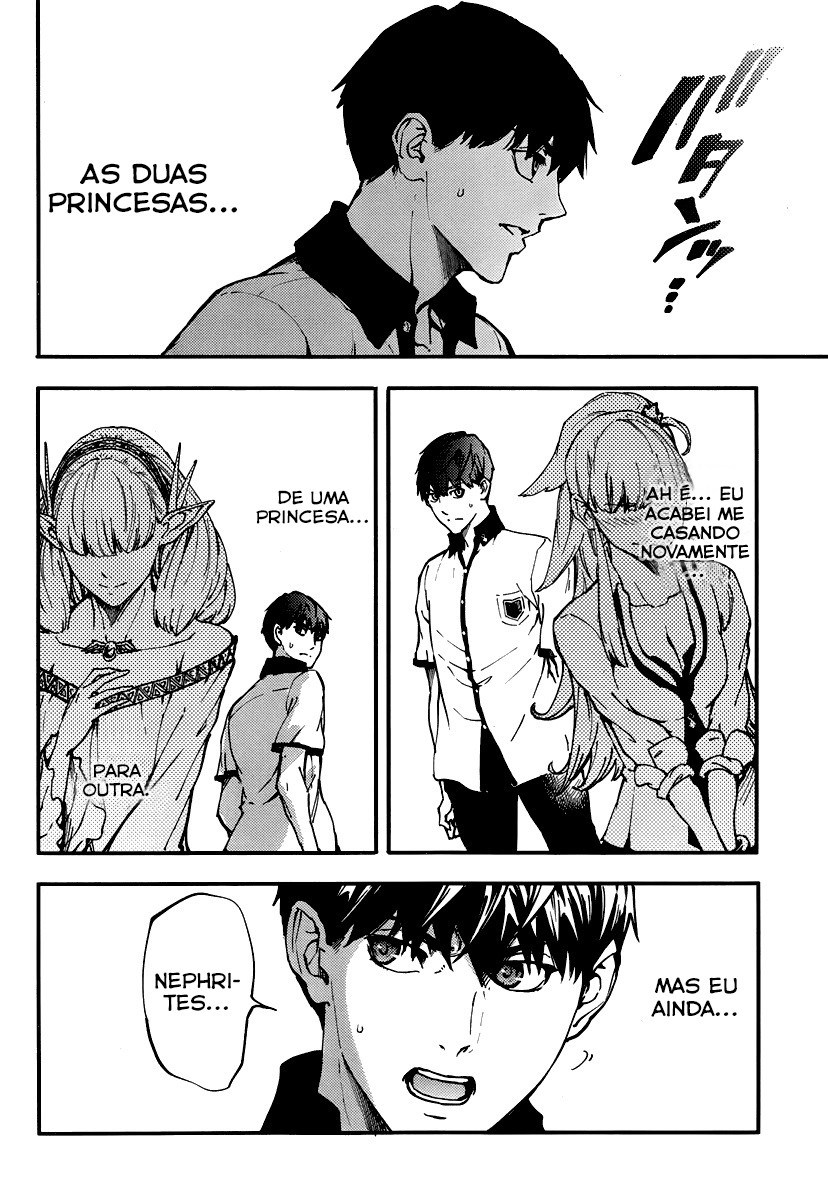 AS DUAS
PRINCESAS...
バタンッ...
AH É... EU
ACABEI ME
CASANDO
NOVAMENTE
...
DE UMA
PRINCESA...
PARA
OUTRA.
MAS EU
AINDA...
NEPHRI-
TES...